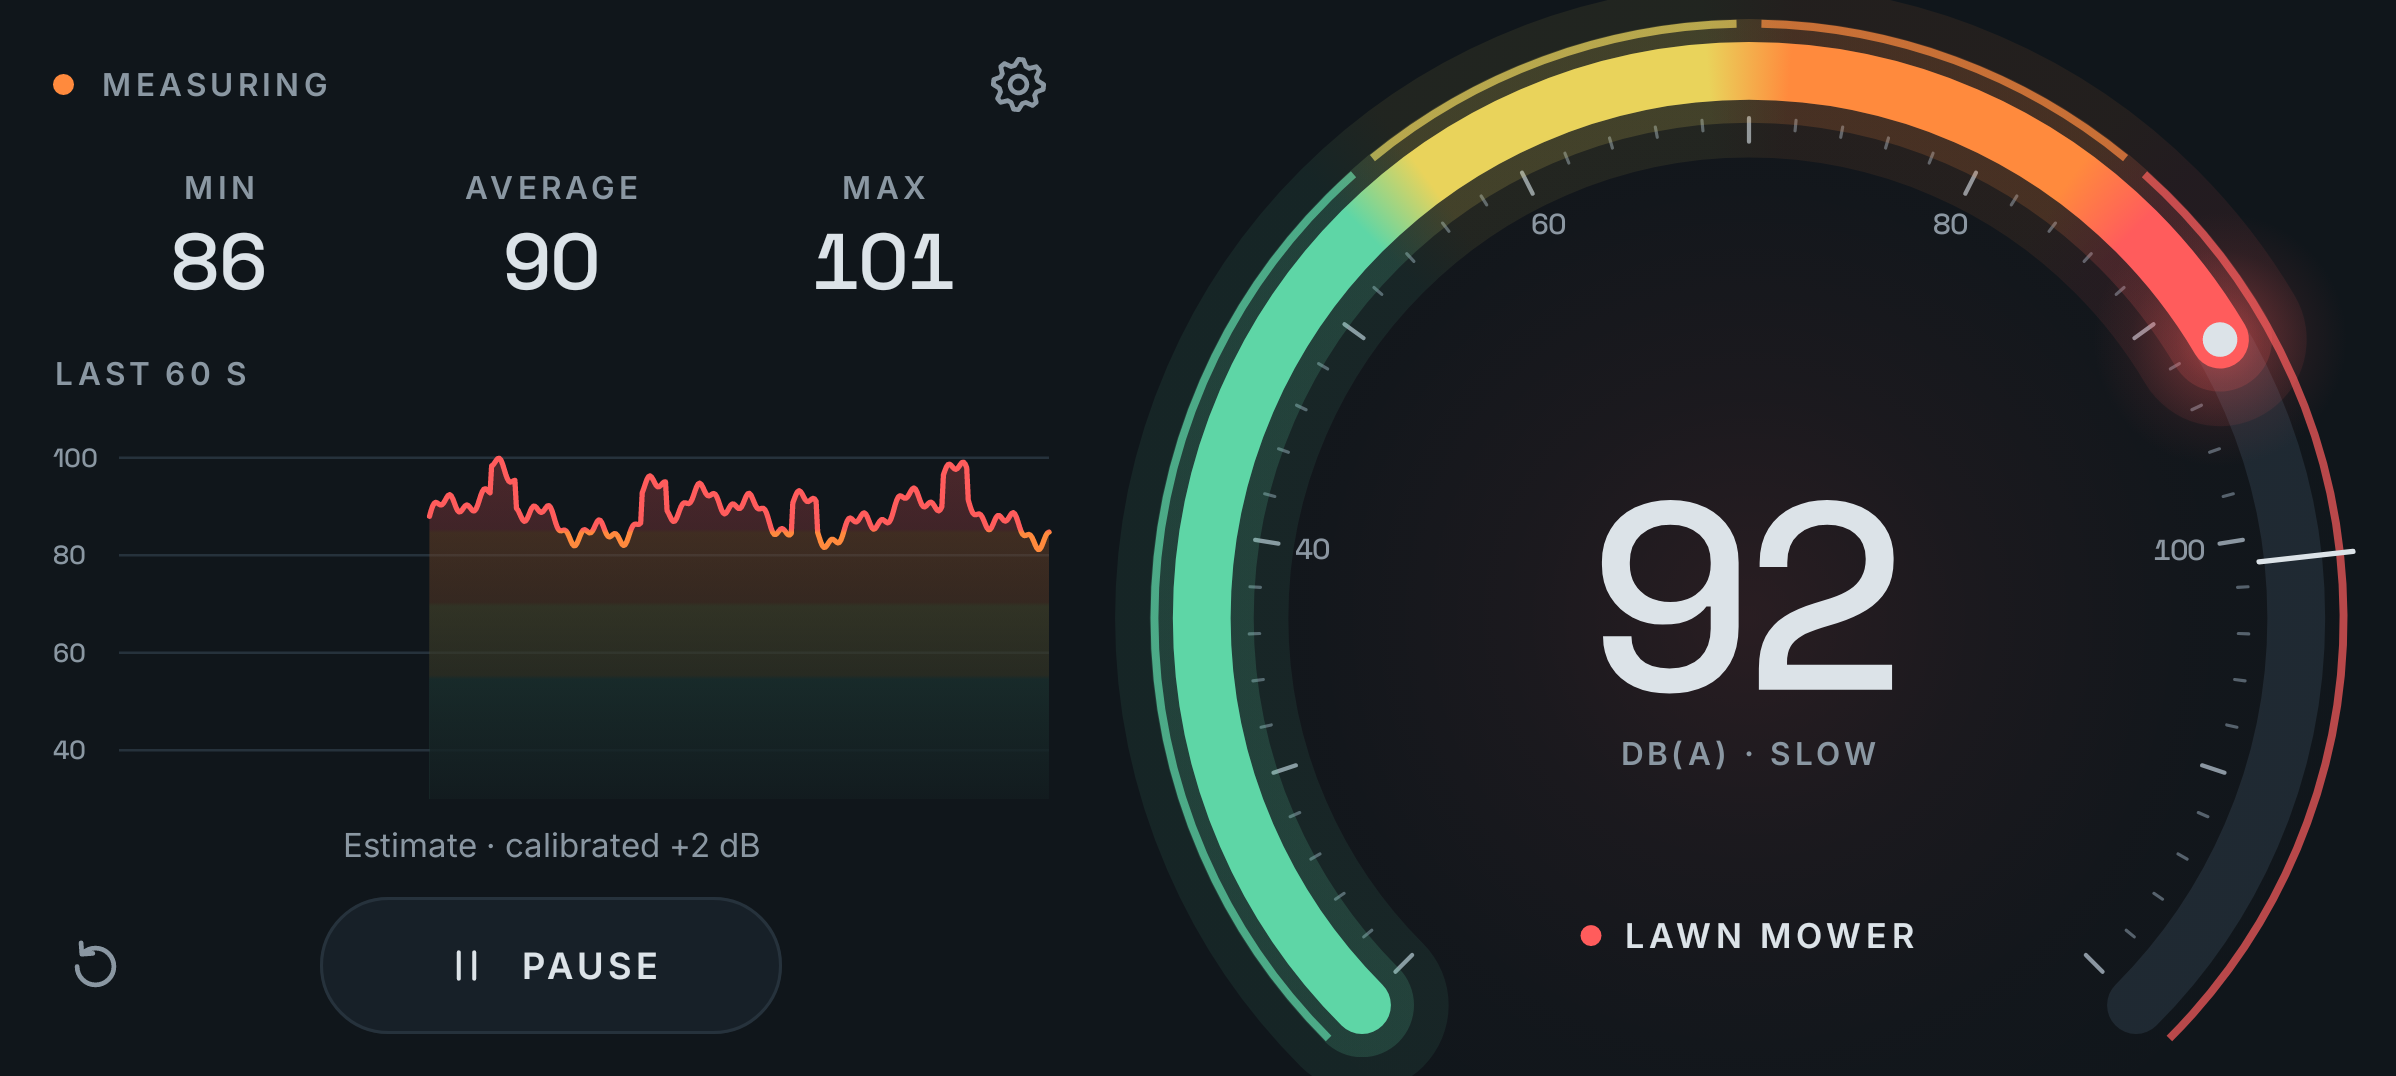 MEASURING
MIN
AVERAGE
MAX
86
90
101
LAST 60 S
100
80
60
40
Estimate · calibrated +2 dB
PAUSE
60
80
40
100
92
DB(A) · SLOW
LAWN MOWER